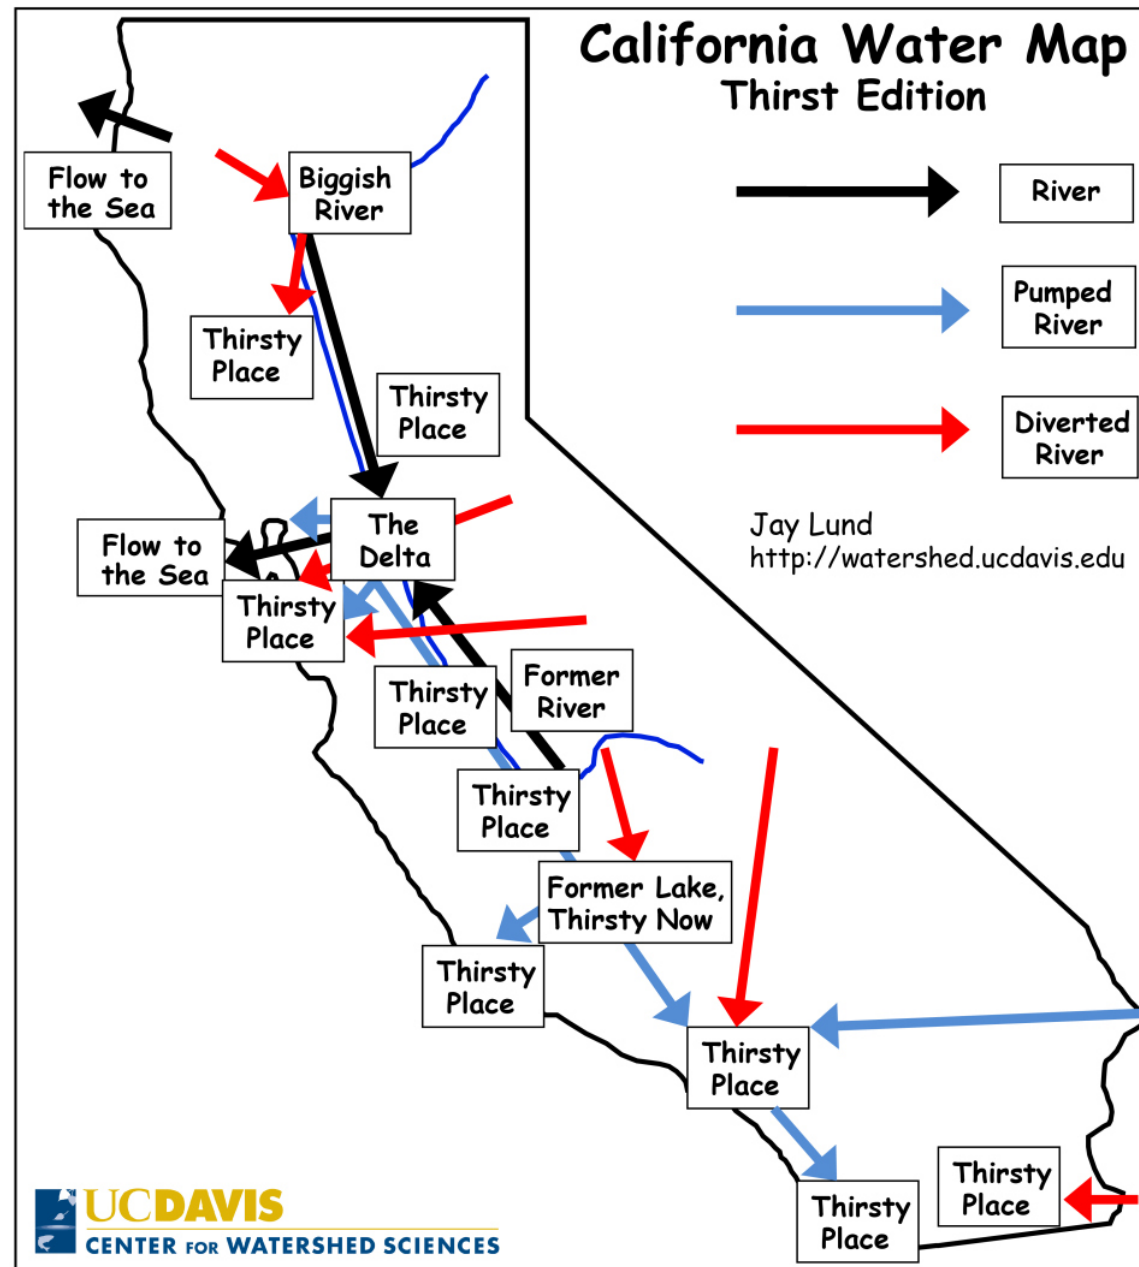 California Water Map
Thirst Edition
Flow to
the Sea
Biggish
River
River
Pumped
River
Thirsty
Place
Thirsty
Place
Diverted
River
The
Delta
Jay Lund
http://watershed.ucdavis.edu
Flow to
the Sea
Thirsty
Place
Thirsty
Place
Former
River
Thirsty
Place
Former Lake,
Thirsty Now
Thirsty
Place
Thirsty
Place
Thirsty
Place
Thirsty
Place
UCDAVIS
CENTER FOR WATERSHED SCIENCES